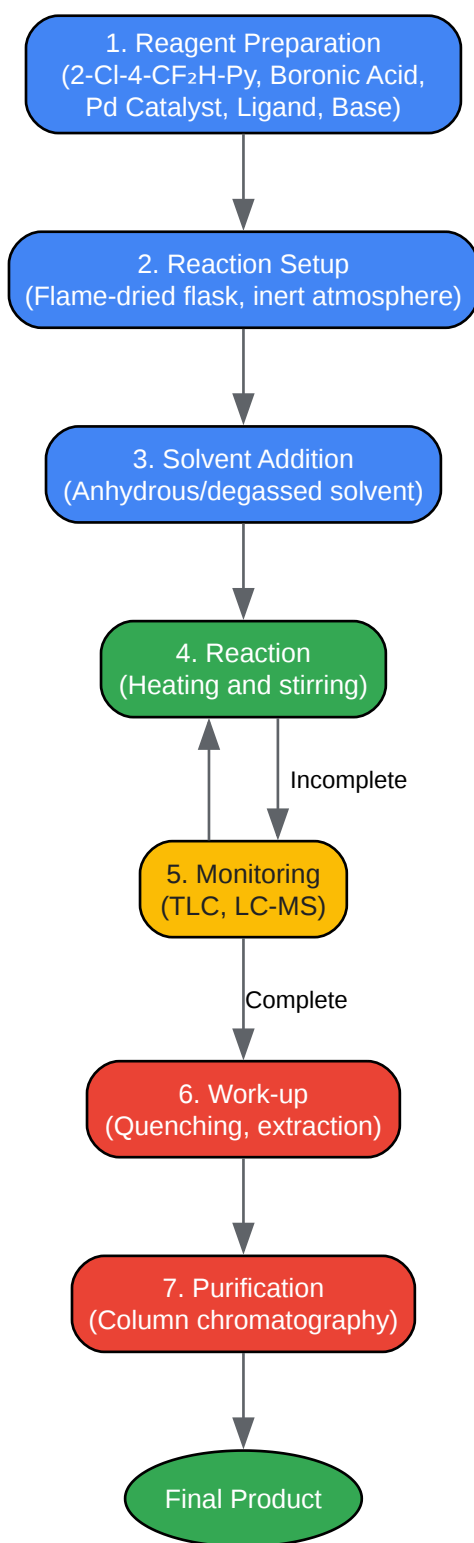 1. Reagent Preparation
(2-Cl-4-CF₂H-Py, Boronic Acid,
Pd Catalyst, Ligand, Base)
2. Reaction Setup
(Flame-dried flask, inert atmosphere)
3. Solvent Addition
(Anhydrous/degassed solvent)
4. Reaction
(Heating and stirring)
Incomplete
5. Monitoring
(TLC, LC-MS)
Complete
6. Work-up
(Quenching, extraction)
7. Purification
(Column chromatography)
Final Product